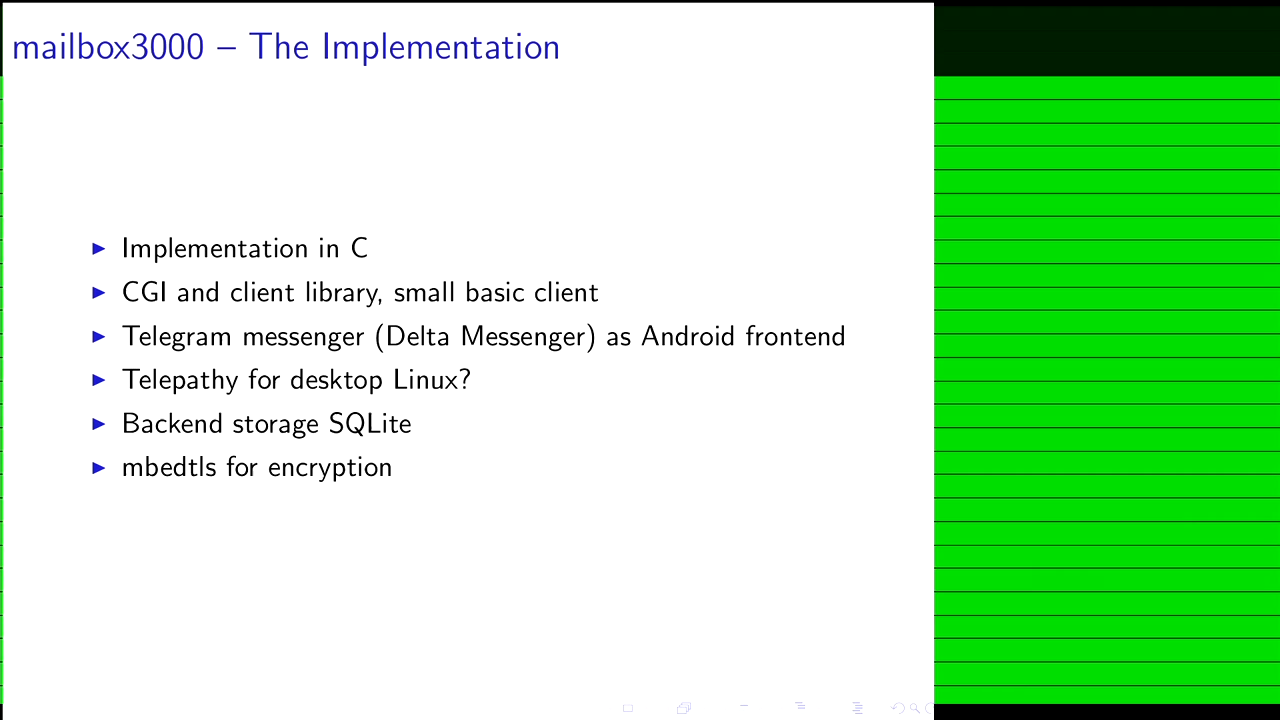 mailbox3000 – The Implementation
Implementation in C
CGI and client library, small basic client
Telegram messenger (Delta Messenger) as Android frontend
Telepathy for desktop Linux?
Backend storage SQLite
mbedtls for encryption